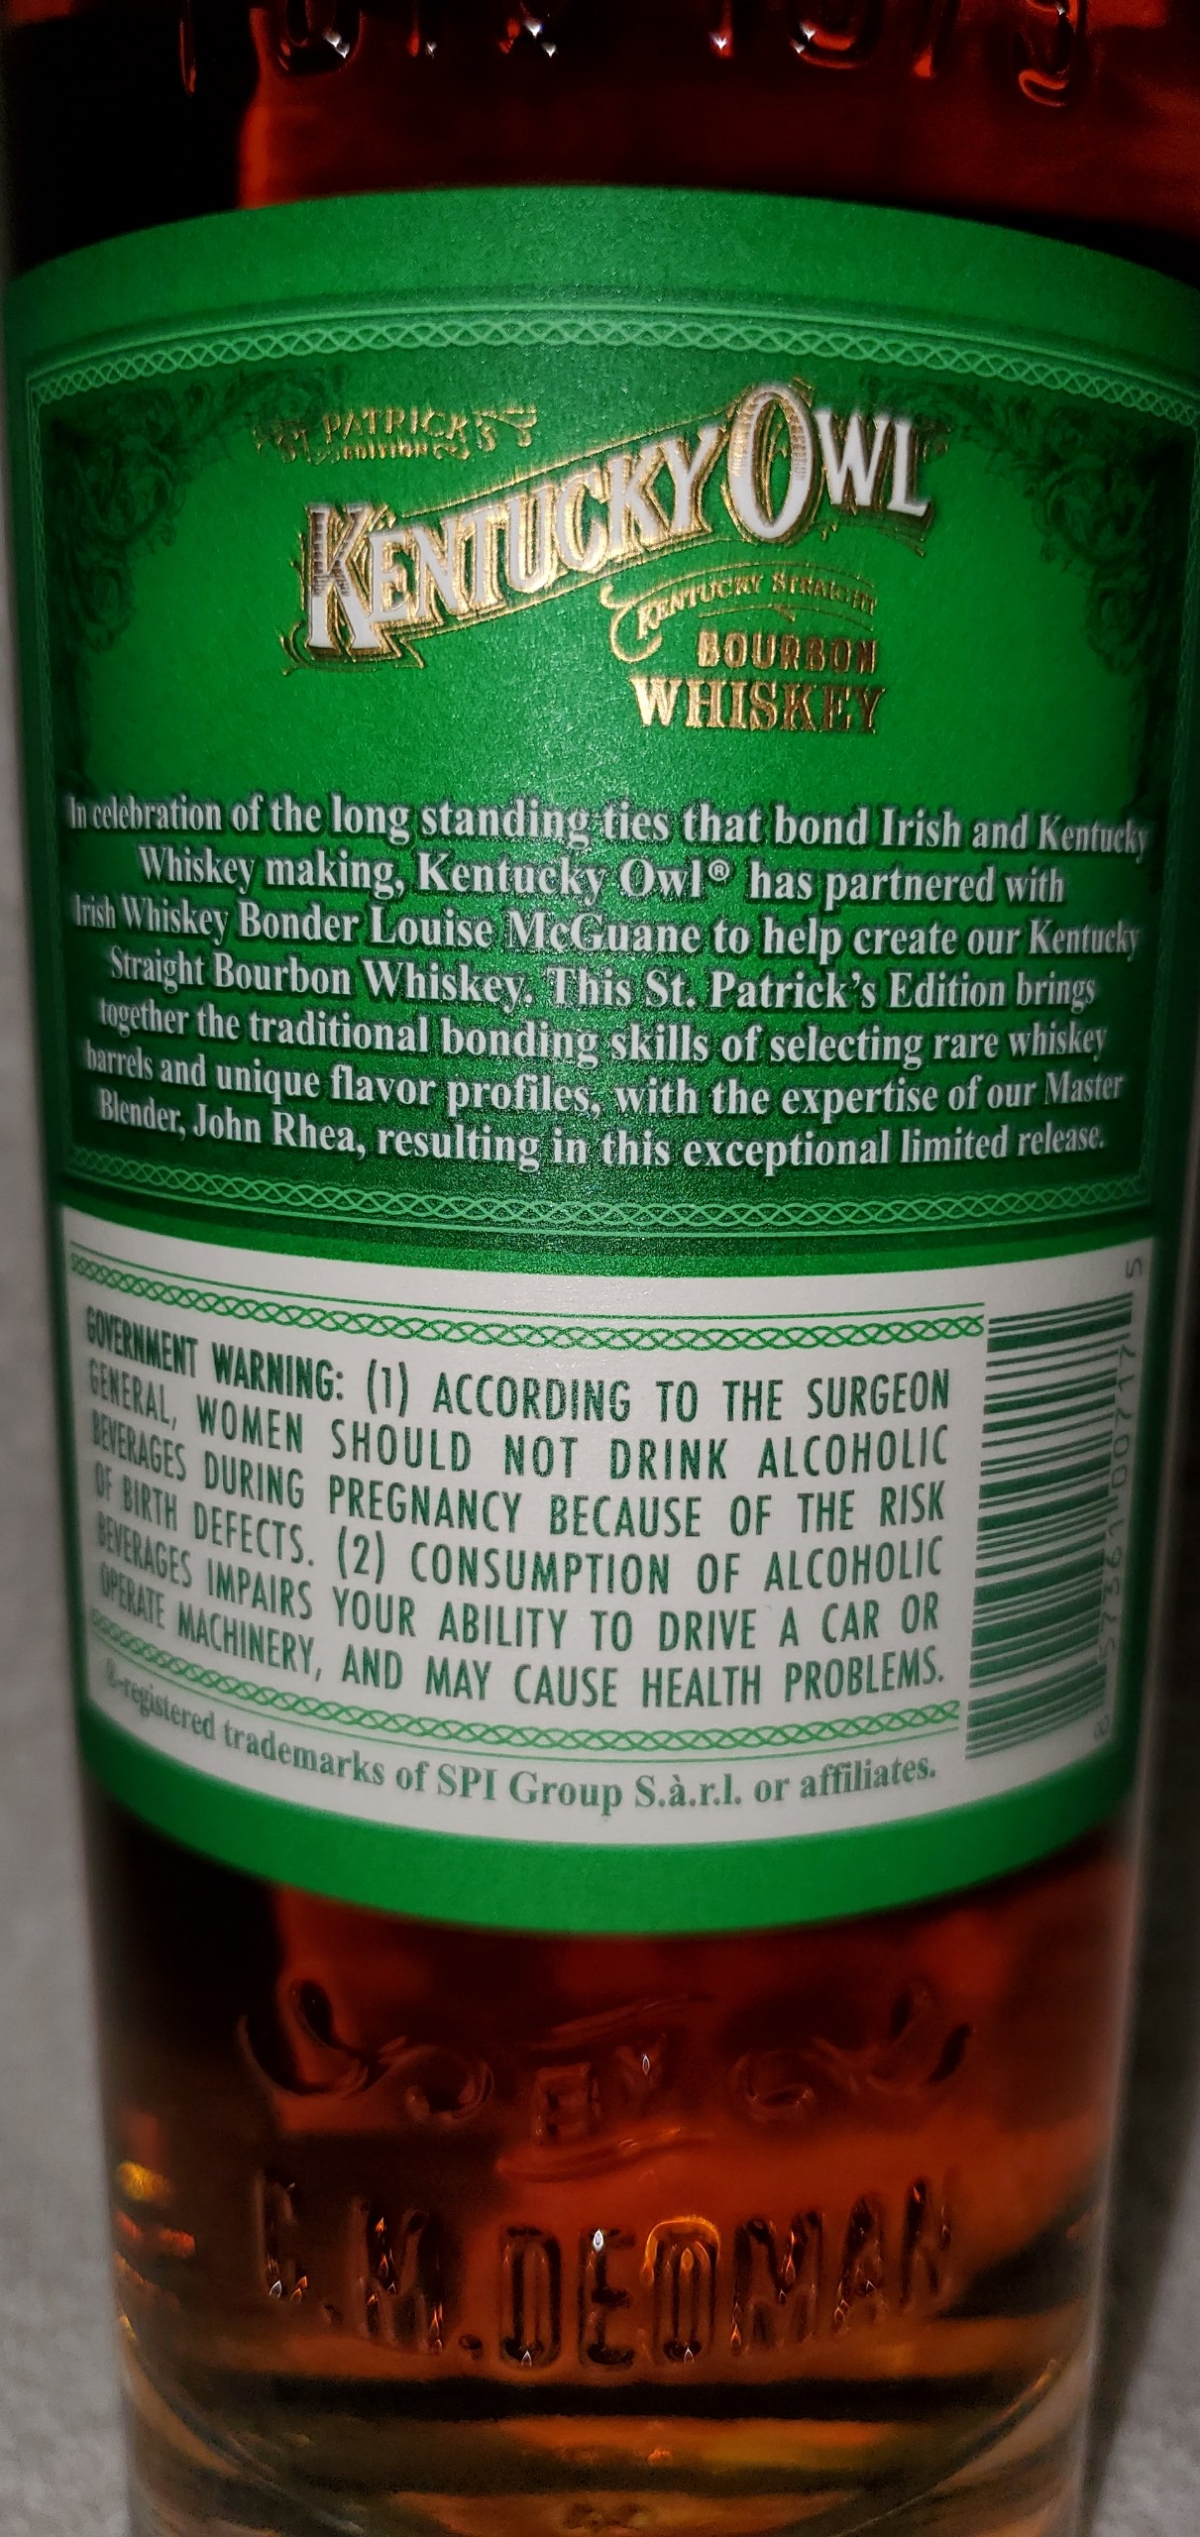 ST. PATRICK'S
EDITION
KENTUCKY OWL
KENTUCKY STRAIGHT
BOURBON
WHISKEY
In celebration of the long standing ties that bond Irish and Kentucky
Whiskey making, Kentucky Owl® has partnered with
Irish Whiskey Bonder Louise McGuane to help create our Kentucky
Straight Bourbon Whiskey. This St. Patrick's Edition brings
together the traditional bonding skills of selecting rare whiskey
barrels and unique flavor profiles, with the expertise of our Master
Blender, John Rhea, resulting in this exceptional limited release.
GOVERNMENT WARNING: (1) ACCORDING TO THE SURGEON
GENERAL, WOMEN SHOULD NOT DRINK ALCOHOLIC
BEVERAGES DURING PREGNANCY BECAUSE OF THE RISK
OF BIRTH DEFECTS. (2) CONSUMPTION OF ALCOHOLIC
BEVERAGES IMPAIRS YOUR ABILITY TO DRIVE A CAR OR
OPERATE MACHINERY, AND MAY CAUSE HEALTH PROBLEMS.
®-registered trademarks of SPI Group S.à.r.l. or affiliates.
8 57361 00717 5
BY
C.M.DEDMAN